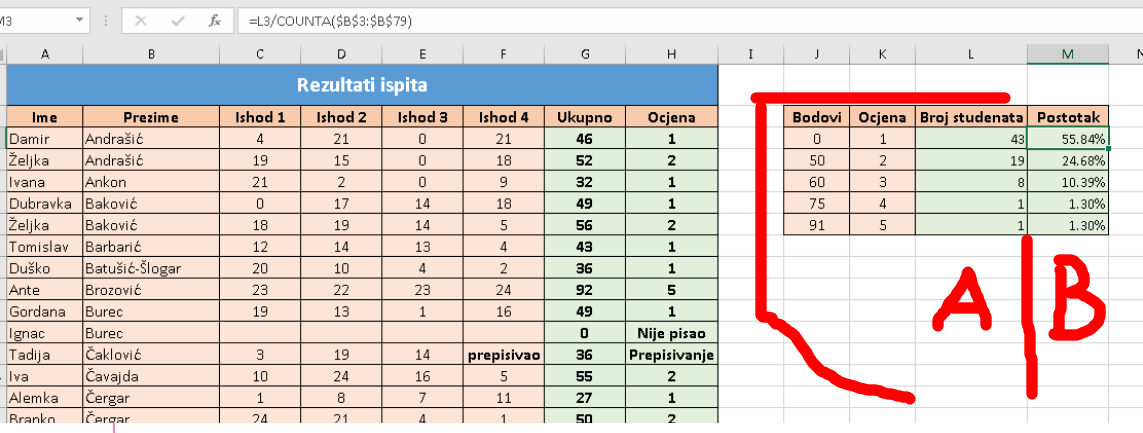 M3 fx =L3/COUNTA($B$3:$B$79)
A B C D E F G H I J K L M
Rezultati ispita
Ime Prezime Ishod 1 Ishod 2 Ishod 3 Ishod 4 Ukupno Ocjena Bodovi Ocjena Broj studenata Postotak
Damir Andrašić 4 21 0 21 46 1 0 1 43 55.84%
Željka Andrašić 19 15 0 18 52 2 50 2 19 24.68%
Ivana Ankon 21 2 0 9 32 1 60 3 8 10.39%
Dubravka Baković 0 17 14 18 49 1 75 4 1 1.30%
Željka Baković 18 19 14 5 56 2 91 5 1 1.30%
Tomislav Barbarić 12 14 13 4 43 1
Duško Batušić-Šlogar 20 10 4 2 36 1
Ante Brozović 23 22 23 24 92 5
Gordana Burec 19 13 1 16 49 1
Ignac Burec 0 Nije pisao
Tadija Čaklović 3 19 14 prepisivao 36 Prepisivanje
Iva Čavajda 10 24 16 5 55 2
Alemka Čergar 1 8 7 11 27 1
Branko Čergar 24 21 4 1 50 2
A B